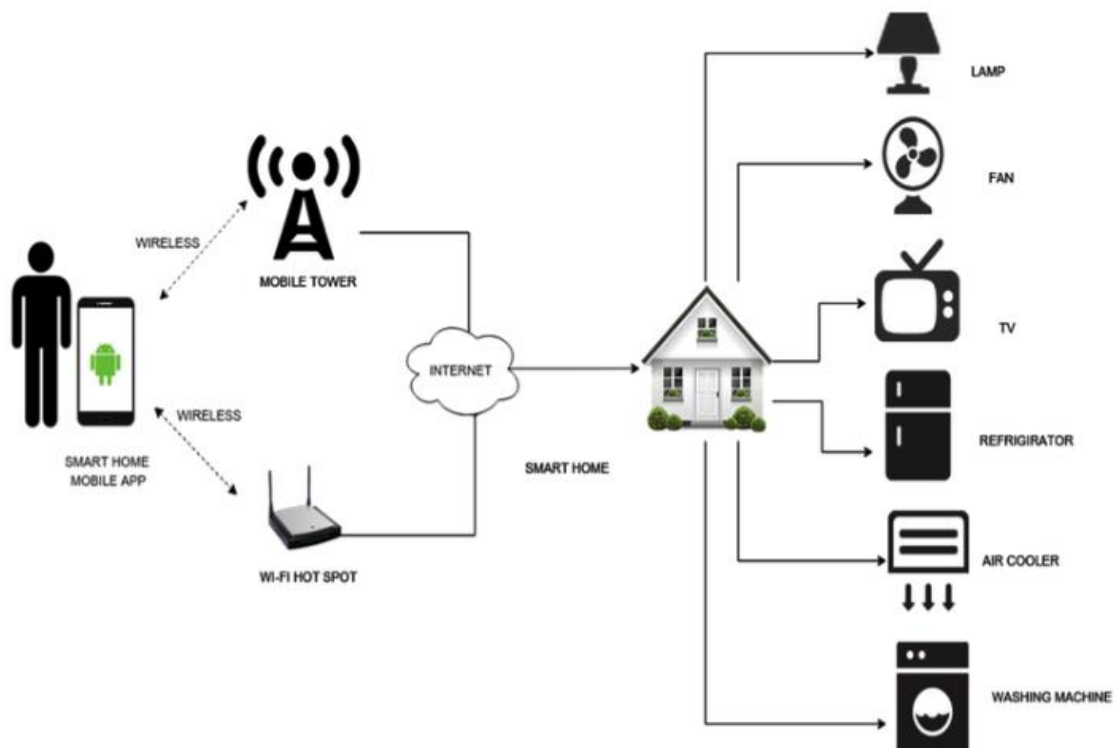 LAMP
FAN
WIRELESS
MOBILE TOWER
TV
INTERNET
WIRELESS
REFRIGIRATOR
SMART HOME
MOBILE APP
SMART HOME
AIR COOLER
WI-FI HOT SPOT
WASHING MACHINE